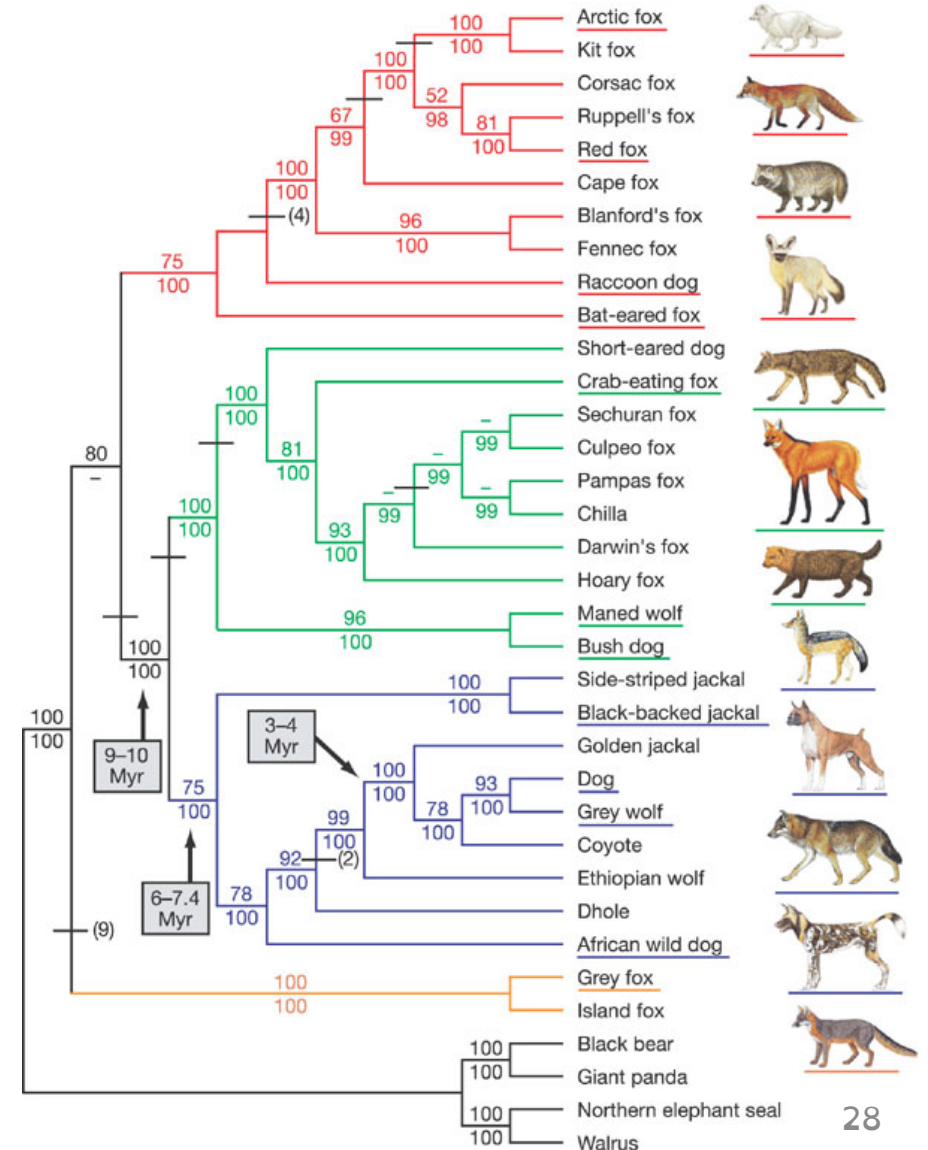 100
100
Arctic fox
Kit fox
100
100
Corsac fox
52
98
Ruppell's fox
81
100
Red fox
67
99
Cape fox
100
100
(4)
Blanford's fox
96
100
Fennec fox
75
100
Raccoon dog
Bat-eared fox
Short-eared dog
100
100
Crab-eating fox
Sechuran fox
–
99
Culpeo fox
–
99
80
–
81
100
Pampas fox
–
99
Chilla
–
99
100
100
93
100
Darwin's fox
Hoary fox
Maned wolf
96
100
Bush dog
100
100
Side-striped jackal
100
100
Black-backed jackal
100
100
3–4
Myr
Golden jackal
9–10
Myr
100
100
Dog
93
100
75
100
78
100
Grey wolf
99
100
Coyote
92
100
(2)
Ethiopian wolf
6–7.4
Myr
78
100
Dhole
(9)
African wild dog
Grey fox
100
100
Island fox
Black bear
100
100
Giant panda
Northern elephant seal
100
100
Walrus
28